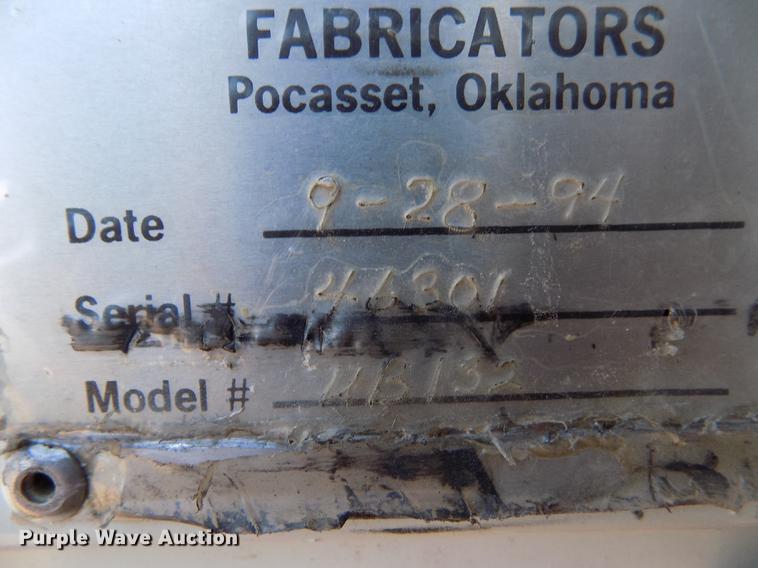 FABRICATORS
Pocasset, Oklahoma
Date 9-28-94
Serial # 46301
Model # 
Purple Wave Auction